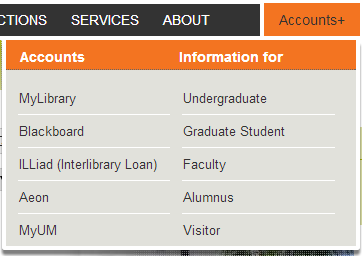 CTIONS SERVICES ABOUT Accounts+
Accounts Information for
MyLibrary Undergraduate
Blackboard Graduate Student
ILLiad (Interlibrary Loan) Faculty
Aeon Alumnus
MyUM Visitor